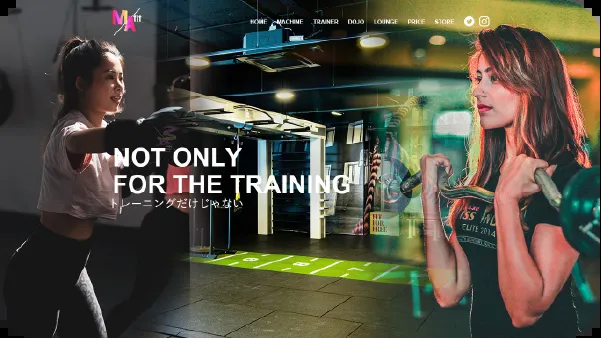 MA fit
HOME MACHINE TRAINER DOJO LOUNGE PRICE STORE
NOT ONLY
FOR THE TRAINING
トレーニングだけじゃない
ELITE 2014